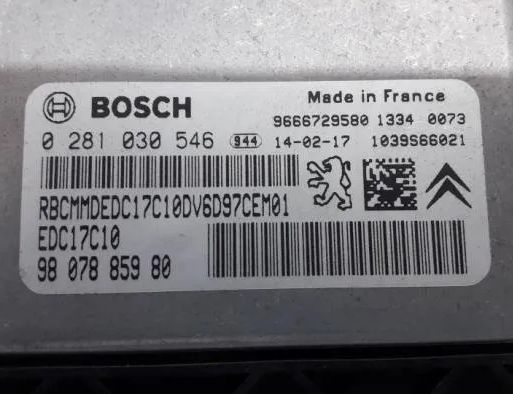 BOSCH
Made in France
9666729580 1334 0073
0 281 030 546 944 14-02-17 1039S66021
RBCMMDEDC17C10DV6D97CEM01
EDC17C10
98 078 859 80